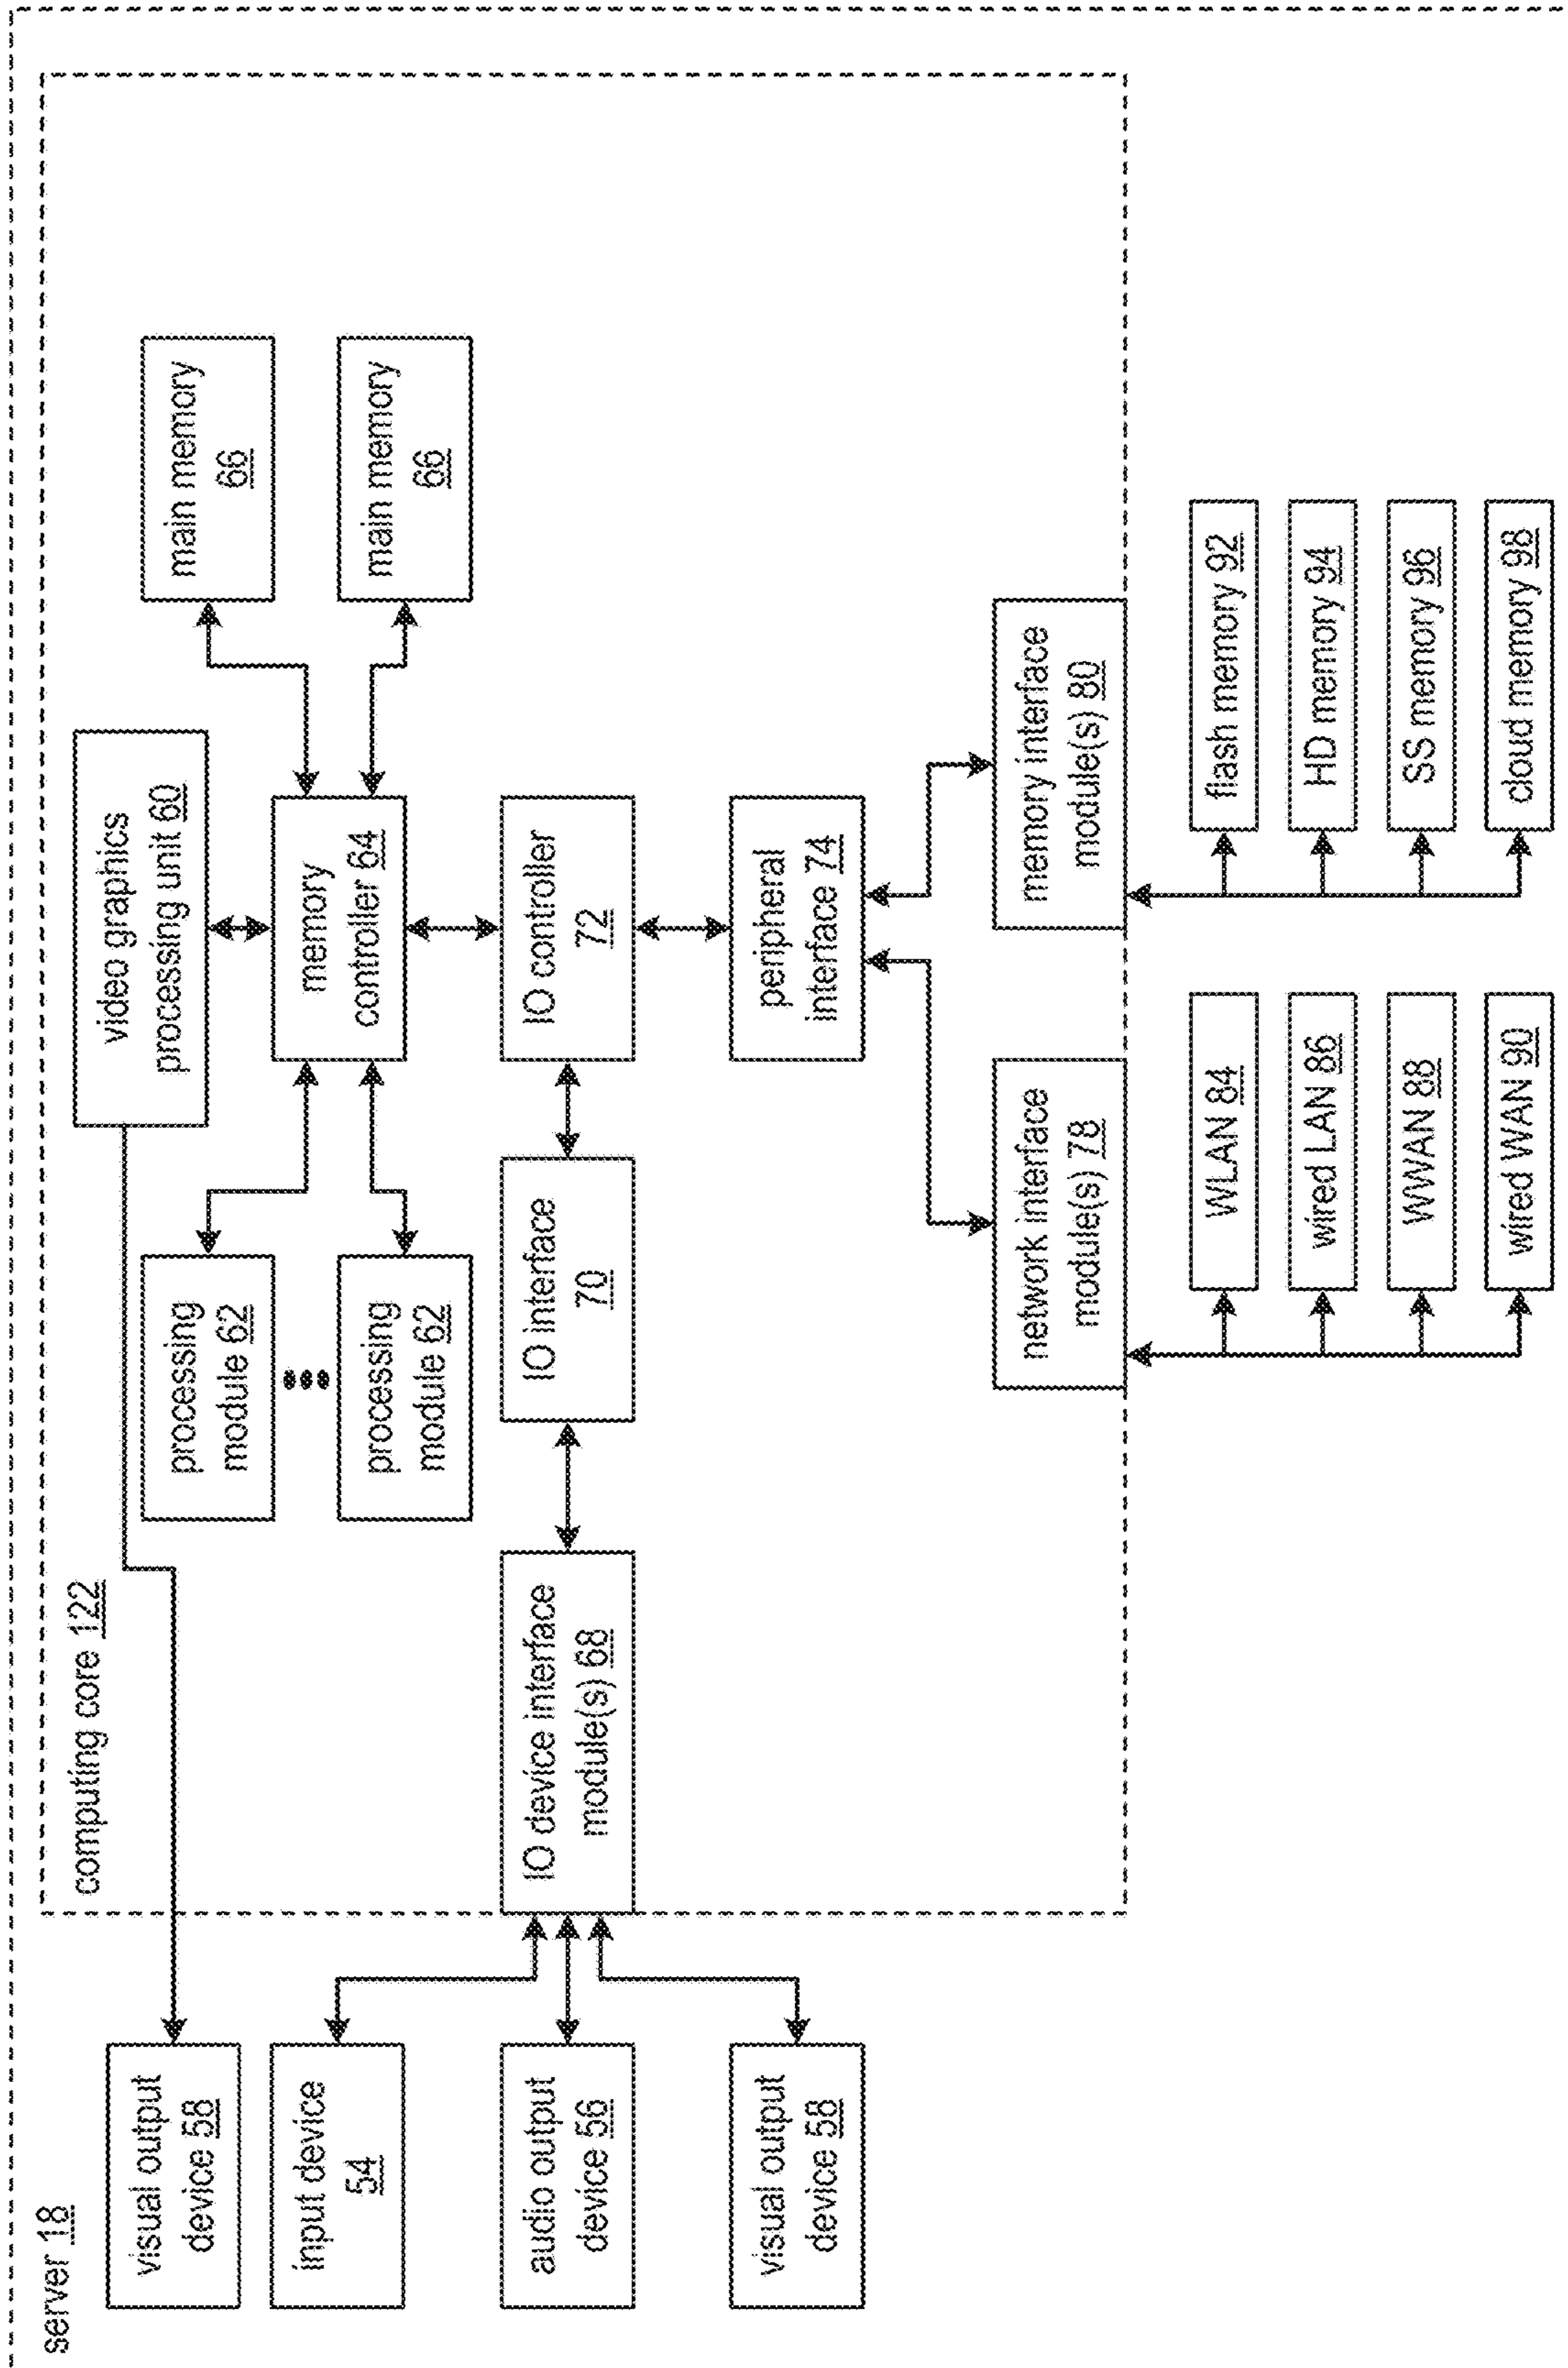 server 18
computing core 122
visual output
device 58
input device
54
audio output
device 56
visual output
device 58
video graphics
processing unit 60
processing
module 62
processing
module 62
memory
controller 64
main memory
66
main memory
66
IO device interface
module(s) 68
IO interface
70
IO controller
72
peripheral
interface 74
network interface
module(s) 78
memory interface
module(s) 80
WLAN 84
wired LAN 86
WWAN 88
wired WAN 90
flash memory 92
HD memory 94
SS memory 96
cloud memory 98